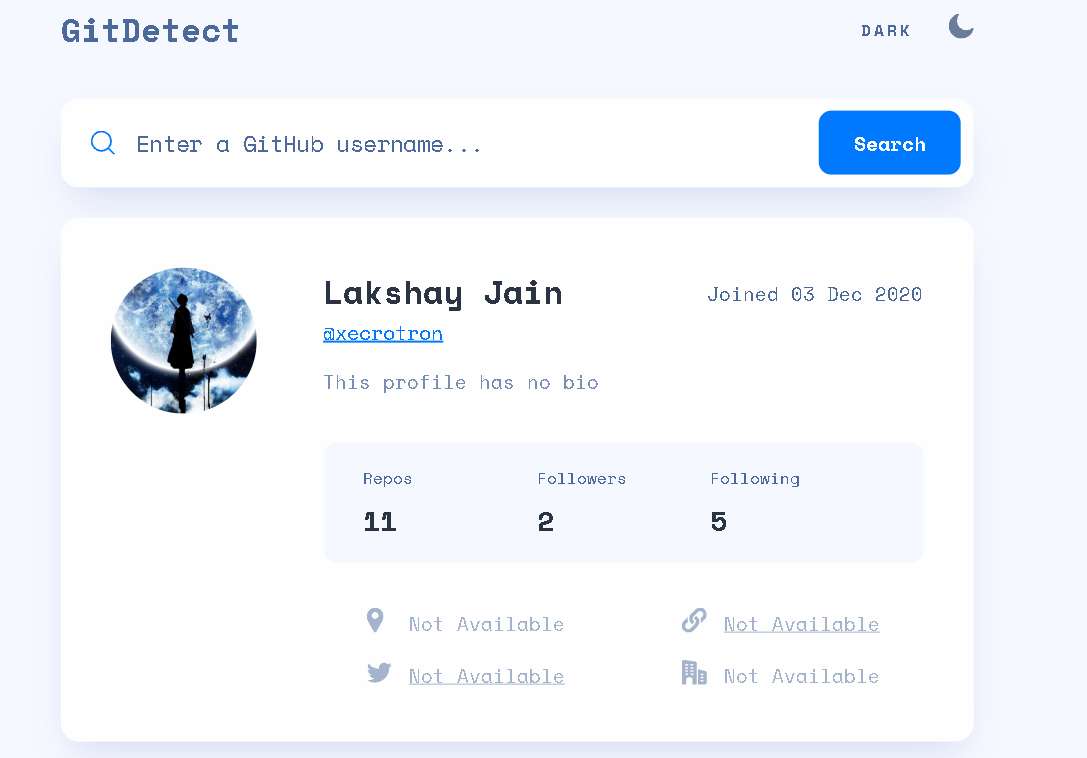 GitDetect
DARK
Enter a GitHub username...
Search
Lakshay Jain
Joined 03 Dec 2020
@xecrotron
This profile has no bio
Repos Followers Following
11 2 5
Not Available Not Available
Not Available Not Available